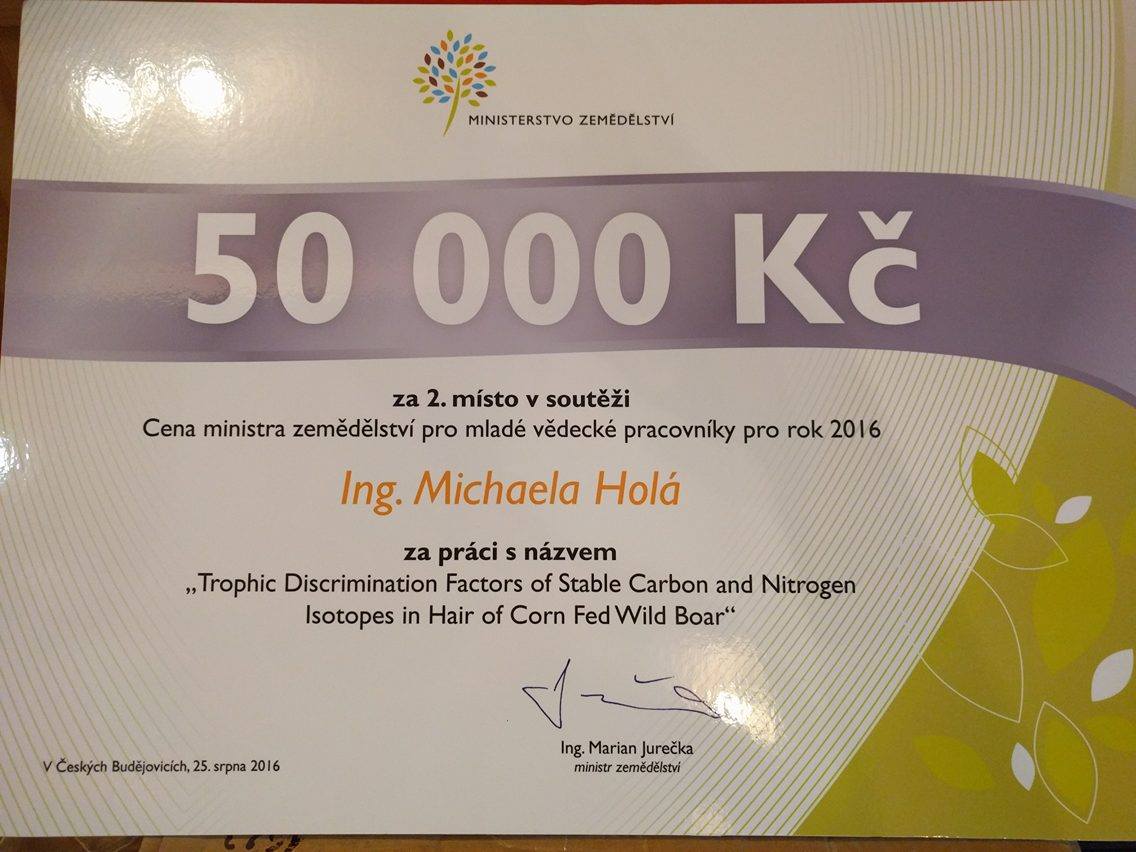 MINISTERSTVO ZEMĚDĚLSTVÍ
50 000 Kč
za 2. místo v soutěži
Cena ministra zemědělství pro mladé vědecké pracovníky pro rok 2016
Ing. Michaela Holá
za práci s názvem
„Trophic Discrimination Factors of Stable Carbon and Nitrogen
Isotopes in Hair of Corn Fed Wild Boar“
Ing. Marian Jurečka
ministr zemědělství
V Českých Budějovicích, 25. srpna 2016